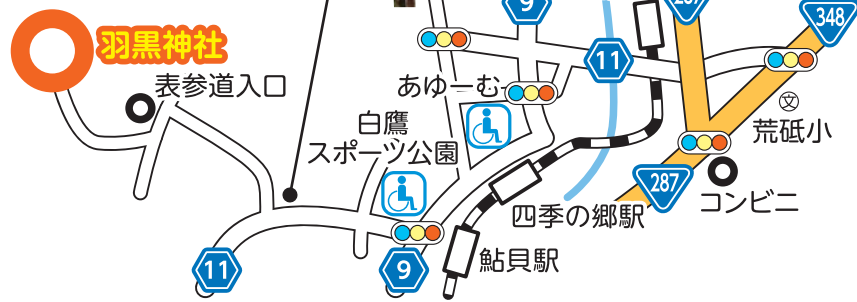 9
287
348
羽黒神社
11
表参道入口
あゆーむ
文
白鷹
スポーツ公園
荒砥小
287
コンビニ
四季の郷駅
鮎貝駅
11
9